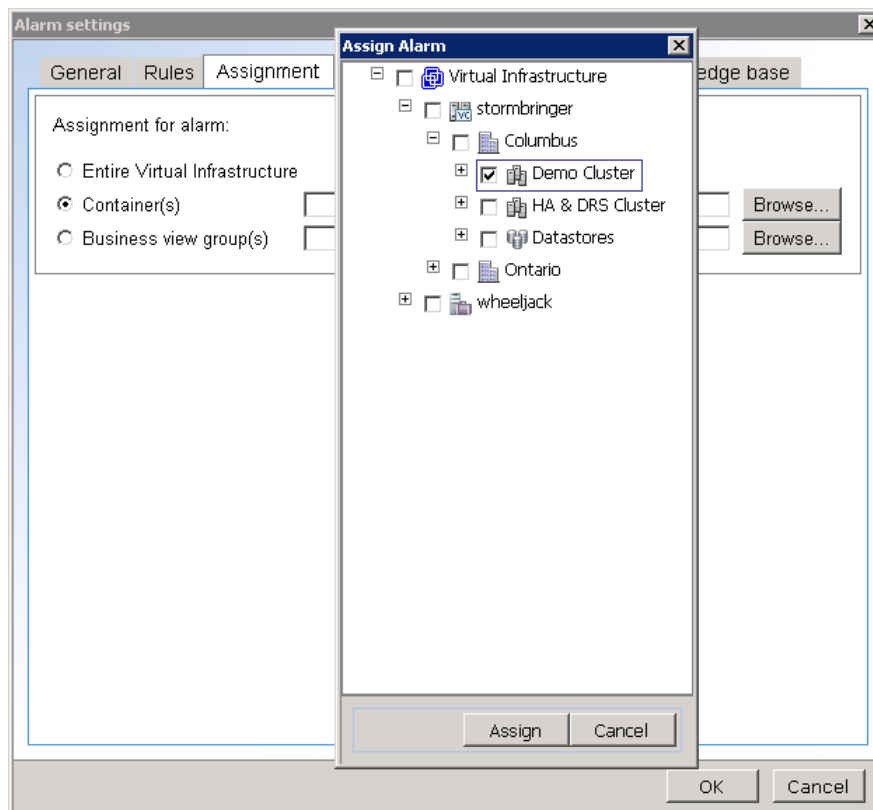 Alarm settings
Assign Alarm
General Rules Assignment edge base
Assignment for alarm:
Entire Virtual Infrastructure
Container(s) Browse...
Business view group(s) Browse...
Virtual Infrastructure
VC stormbringer
Columbus
Demo Cluster
HA & DRS Cluster
Datastores
Ontario
wheeljack
Assign Cancel
OK Cancel